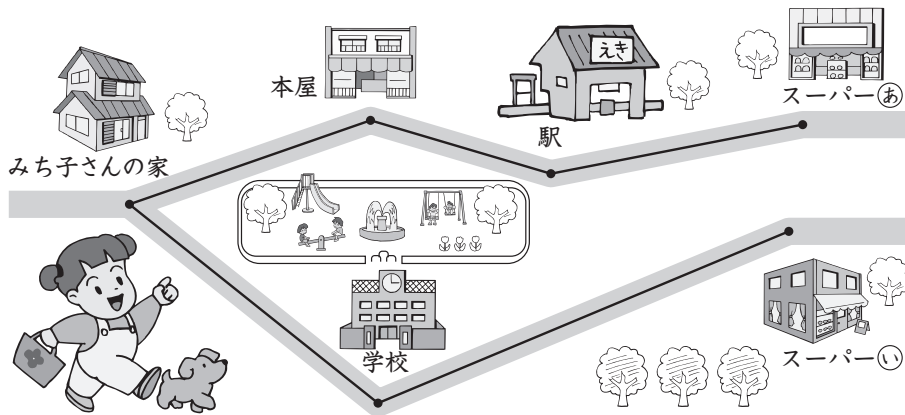 本屋
えき
駅
スーパーあ
みち子さんの家
学校
スーパーい